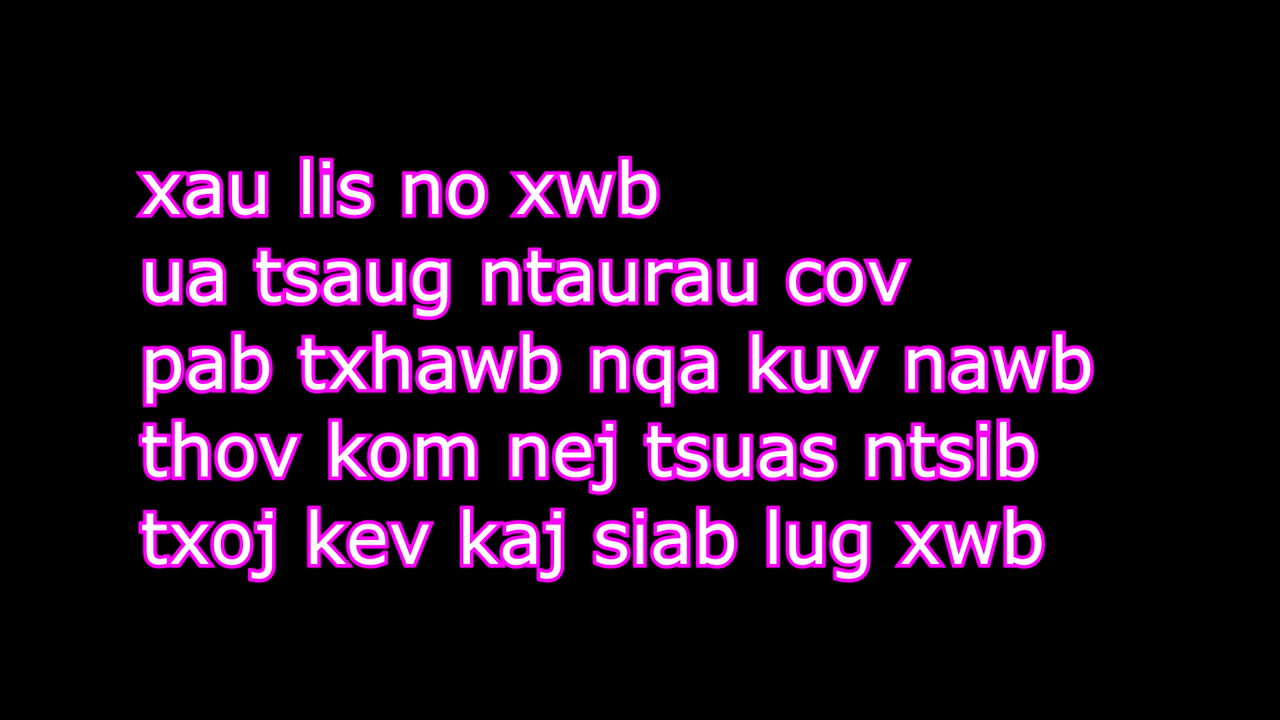 xau lis no xwb
ua tsaug ntaurau cov
pab txhawb nqa kuv nawb
thov kom nej tsuas ntsib
txoj kev kaj siab lug xwb